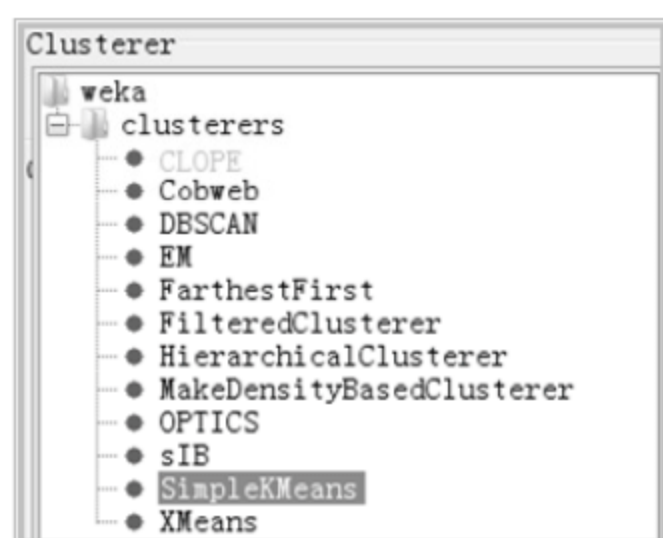 Clusterer
weka
clusterers
CLOPE
Cobweb
DBSCAN
EM
FarthestFirst
FilteredClusterer
HierarchicalClusterer
MakeDensityBasedClusterer
OPTICS
sIB
SimpleKMeans
XMeans